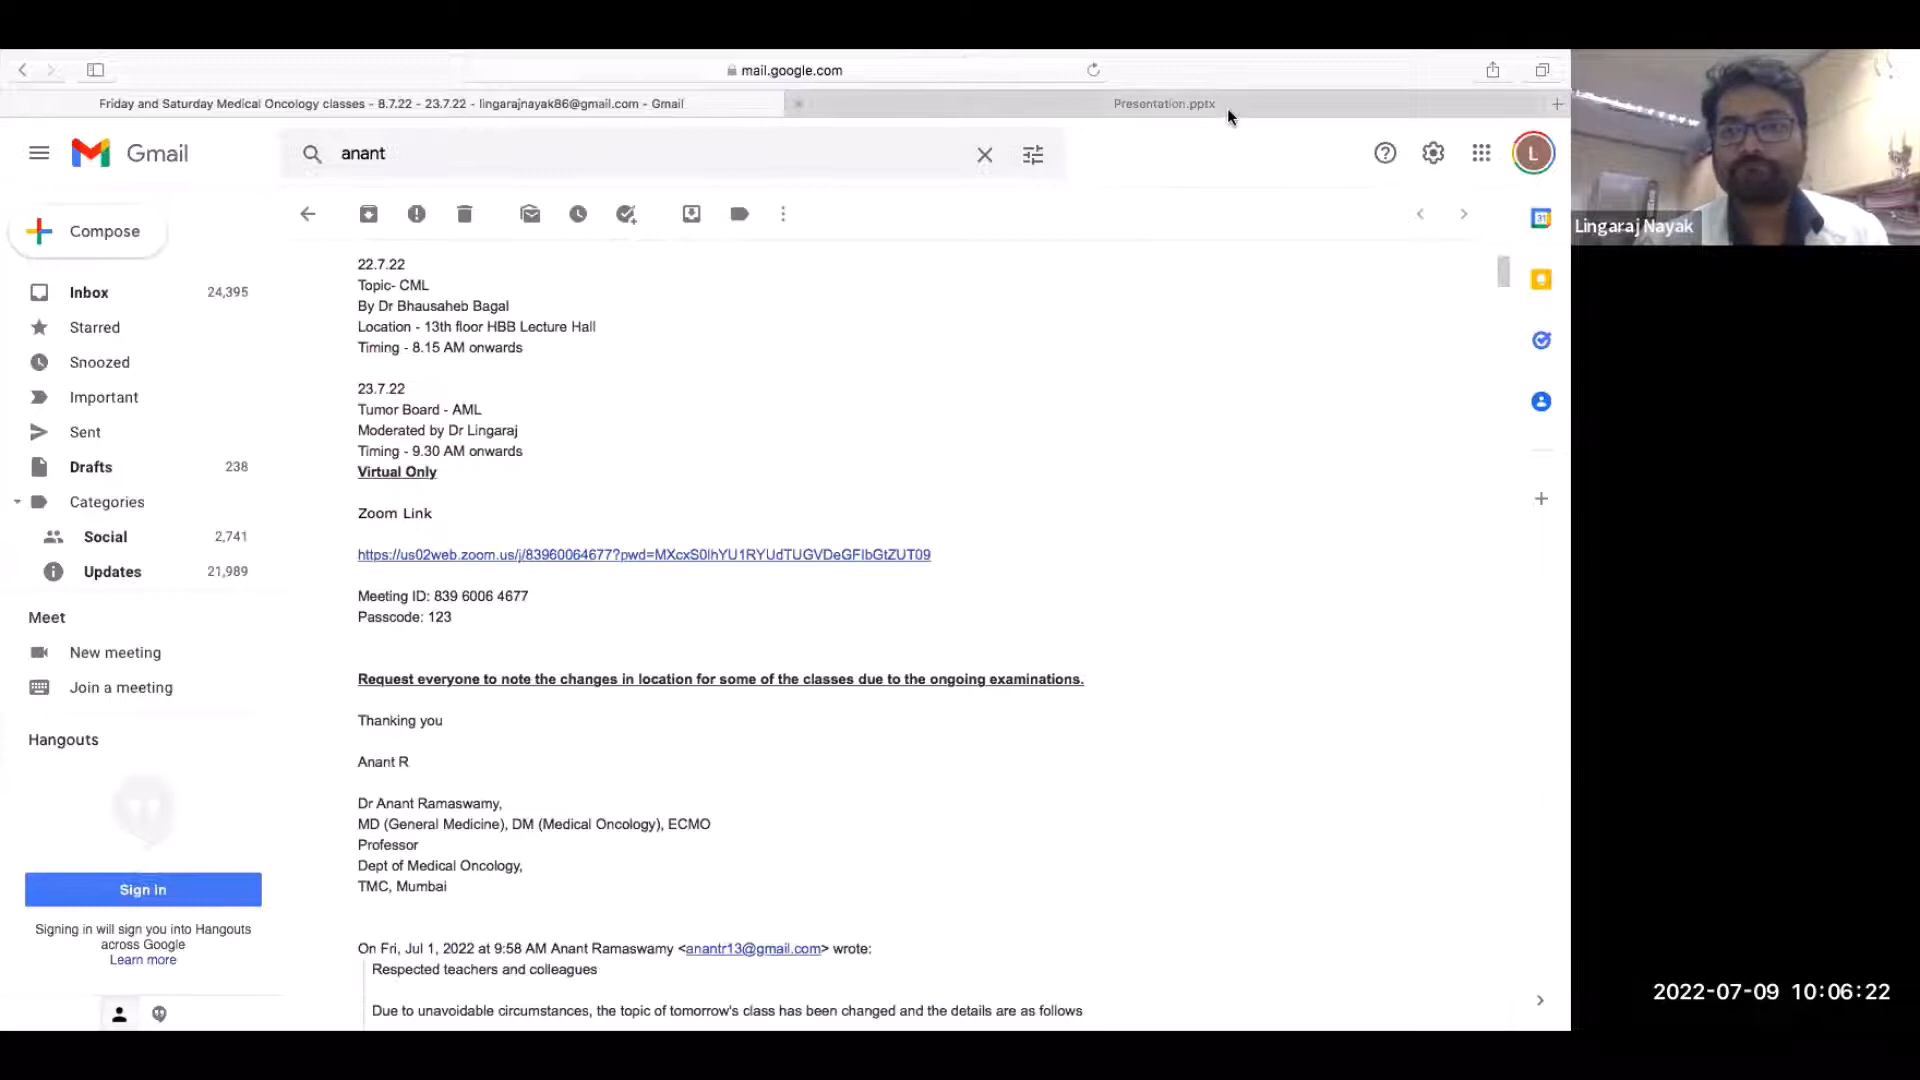 mail.google.com
Friday and Saturday Medical Oncology classes - 8.7.22 - 23.7.22 - lingarajnayak86@gmail.com - Gmail
Presentation.pptx
Gmail
anant
L
Compose
31
Lingaraj Nayak
Inbox 24,395
Starred
Snoozed
Important
Sent
Drafts 238
Categories
Social 2,741
Updates 21,989
Meet
New meeting
Join a meeting
Hangouts
Sign in
Signing in will sign you into Hangouts
across Google
Learn more
22.7.22
Topic- CML
By Dr Bhausaheb Bagal
Location - 13th floor HBB Lecture Hall
Timing - 8.15 AM onwards
23.7.22
Tumor Board - AML
Moderated by Dr Lingaraj
Timing - 9.30 AM onwards
Virtual Only
Zoom Link
https://us02web.zoom.us/j/83960064677?pwd=MXcxS0lhYU1RYUdTUGVDeGFIbGtZUT09
Meeting ID: 839 6006 4677
Passcode: 123
Request everyone to note the changes in location for some of the classes due to the ongoing examinations.
Thanking you
Anant R
Dr Anant Ramaswamy,
MD (General Medicine), DM (Medical Oncology), ECMO
Professor
Dept of Medical Oncology,
TMC, Mumbai
On Fri, Jul 1, 2022 at 9:58 AM Anant Ramaswamy <anantr13@gmail.com> wrote:
Respected teachers and colleagues
Due to unavoidable circumstances, the topic of tomorrow's class has been changed and the details are as follows
2022-07-09 10:06:22